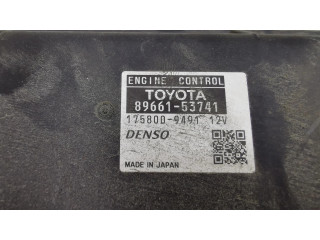 ENGINE CONTROL
TOYOTA
89661-53741
175800-9491 12V
DENSO
MADE IN JAPAN